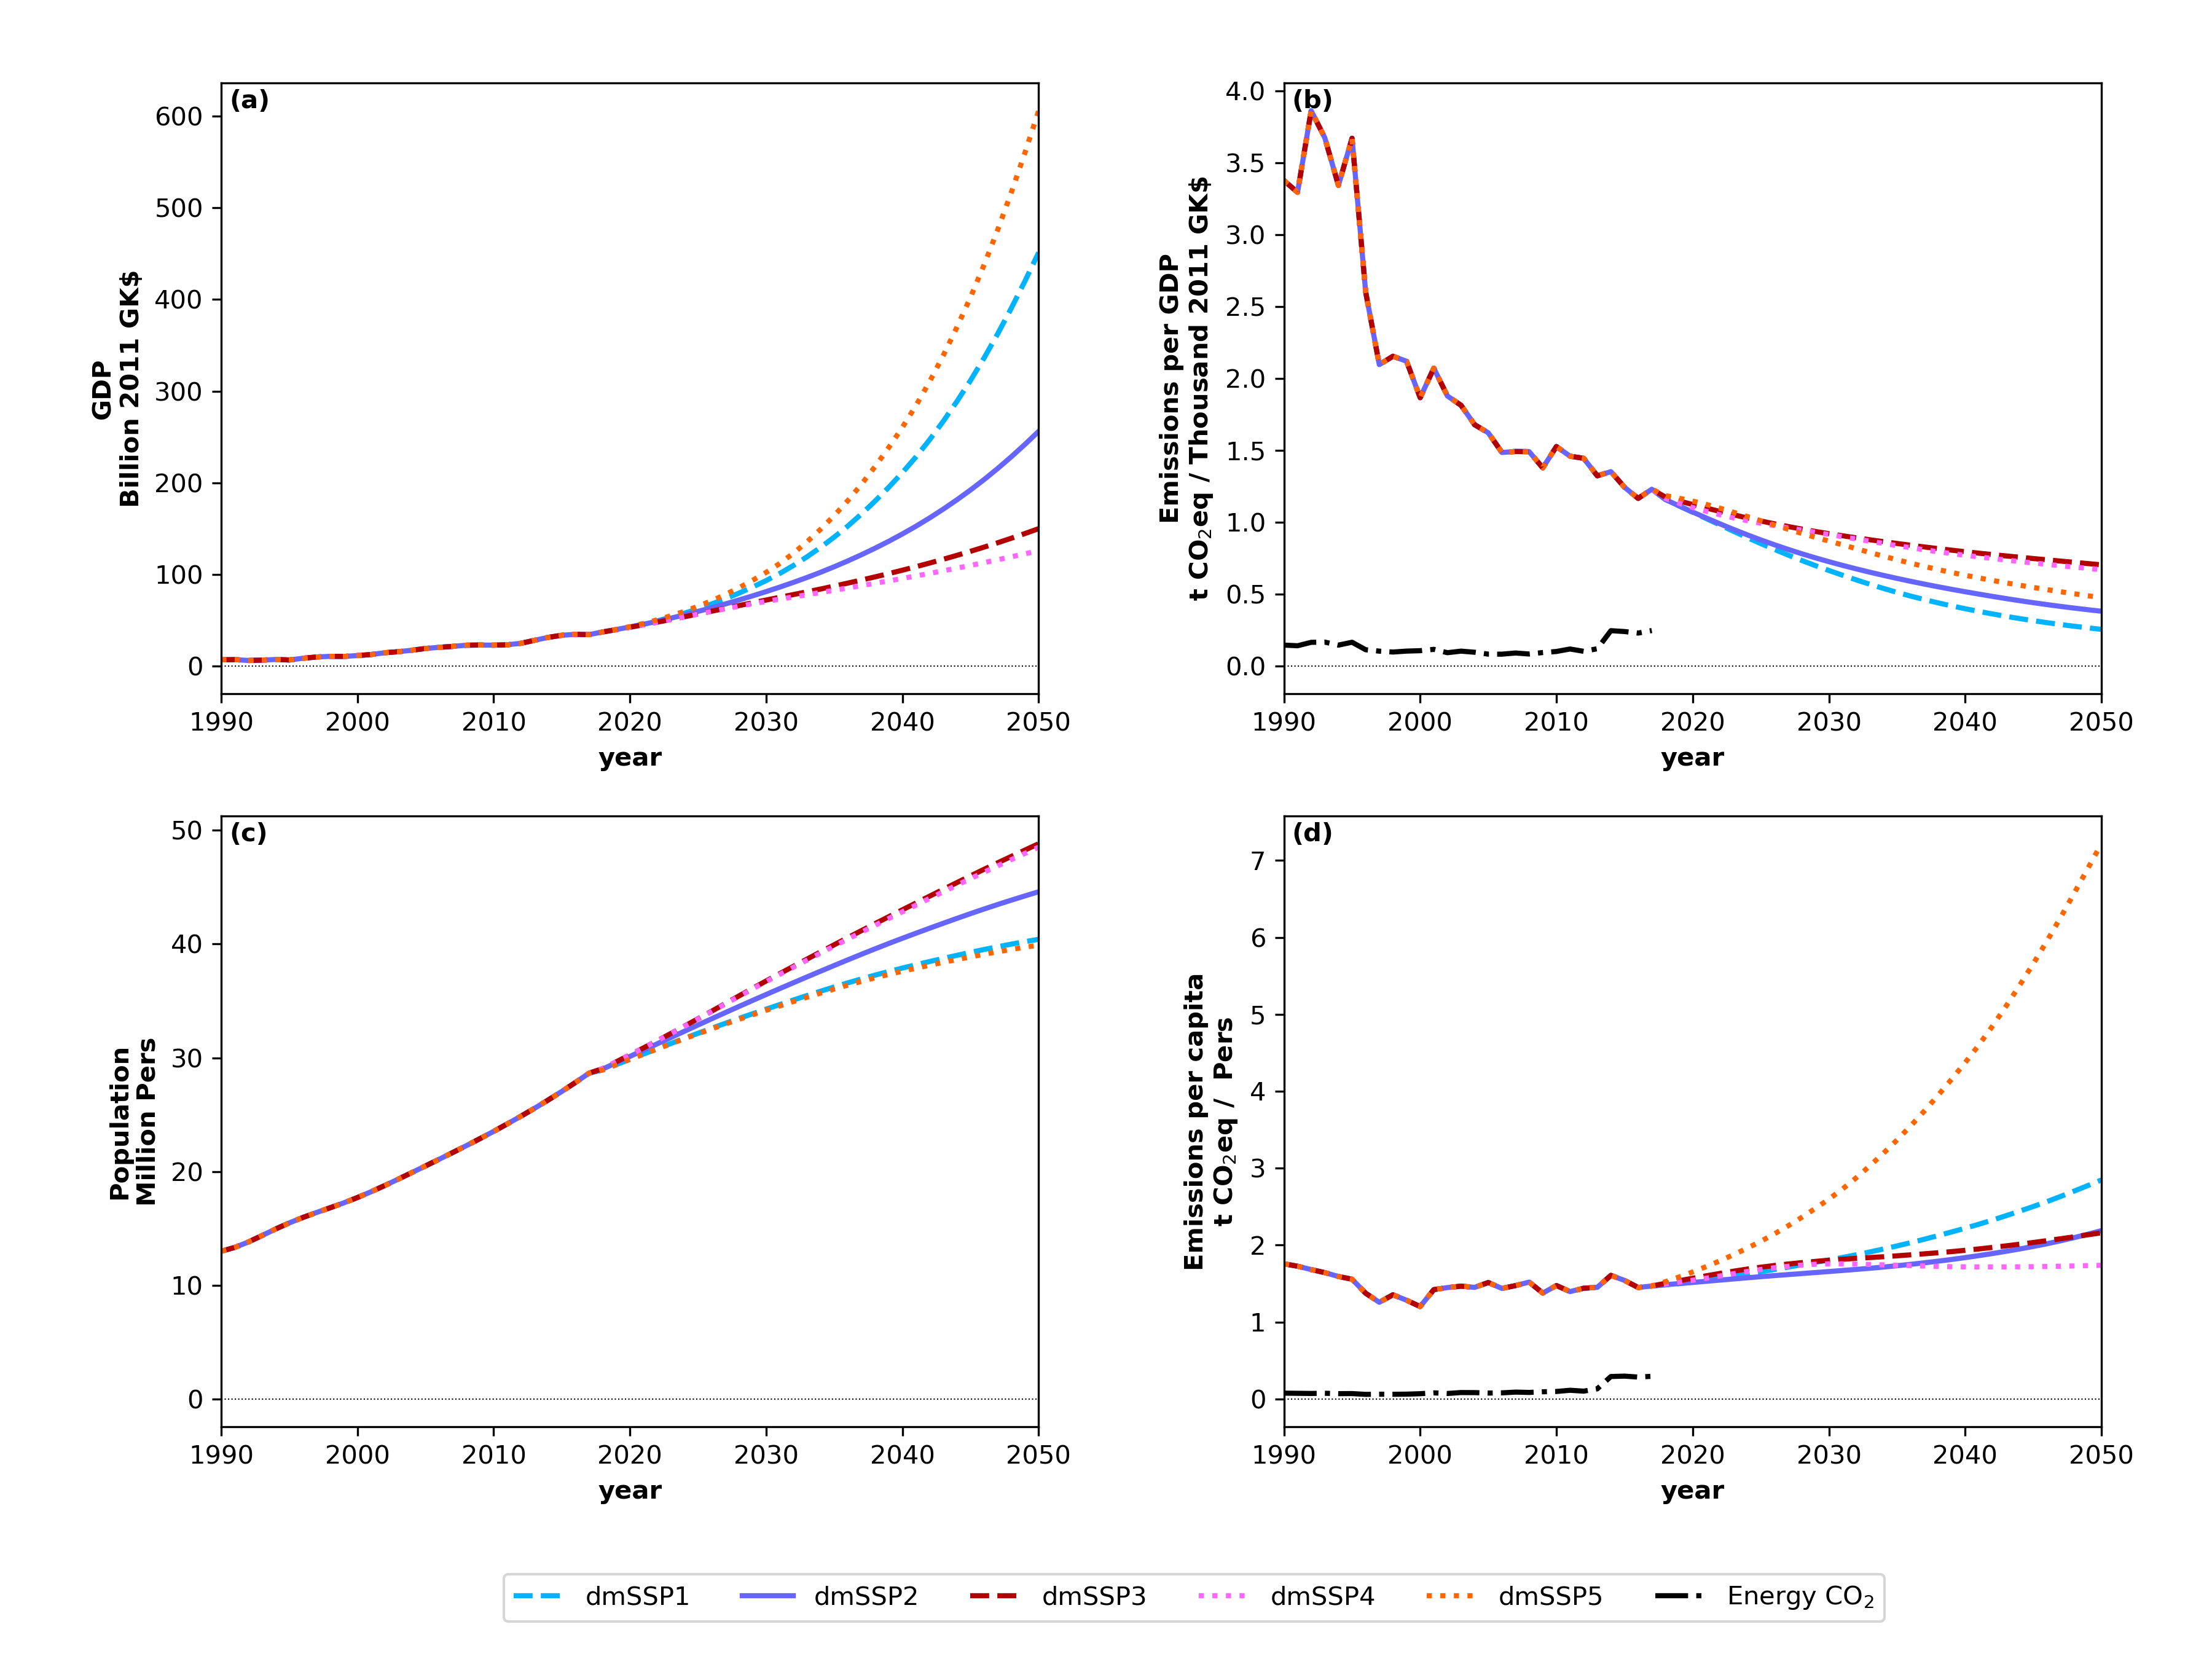 (a)
600
500
400
300
200
100
0
GDP
Billion 2011 GK$
1990 2000 2010 2020 2030 2040 2050
year
(b)
4.0
3.5
3.0
2.5
2.0
1.5
1.0
0.5
0.0
Emissions per GDP
t CO₂eq / Thousand 2011 GK$
1990 2000 2010 2020 2030 2040 2050
year
(c)
50
40
30
20
10
0
Population
Million Pers
1990 2000 2010 2020 2030 2040 2050
year
(d)
7
6
5
4
3
2
1
0
Emissions per capita
t CO₂eq / Pers
1990 2000 2010 2020 2030 2040 2050
year
dmSSP1 dmSSP2 dmSSP3 dmSSP4 dmSSP5 Energy CO₂